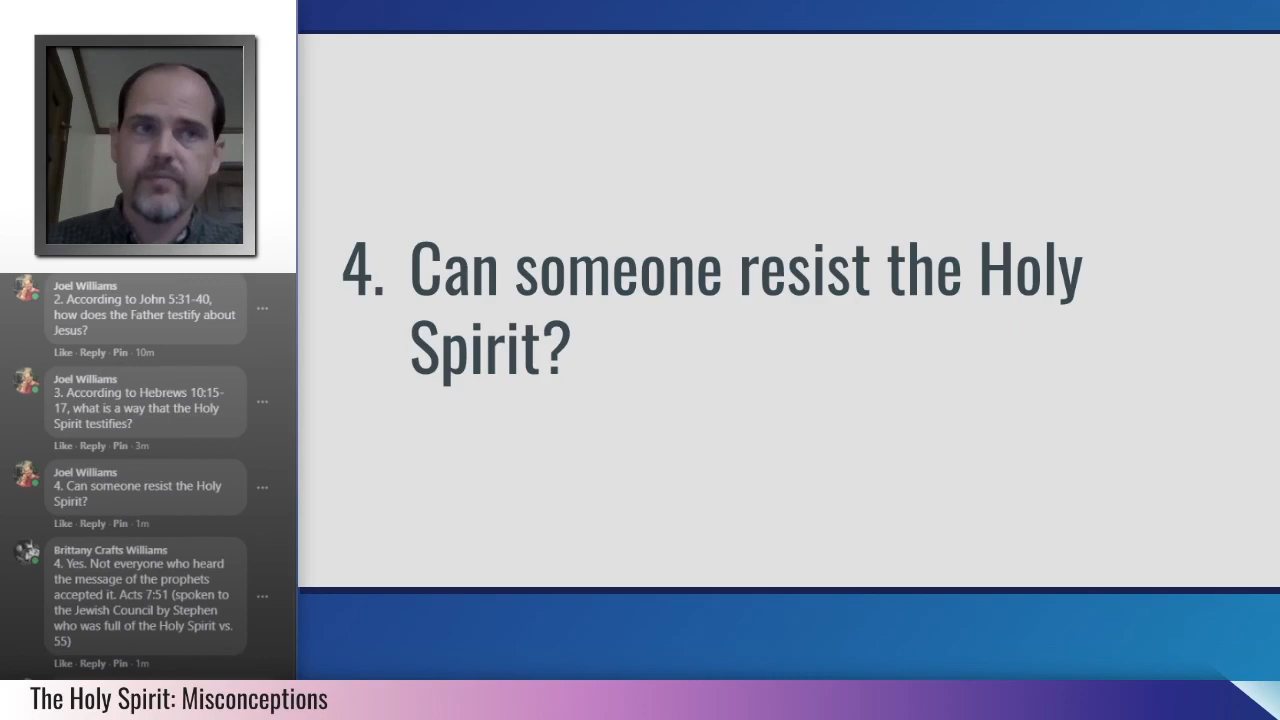 Joel Williams
2. According to John 5:31-40,
how does the Father testify about
Jesus?
Like · Reply · Pin · 10m
Joel Williams
3. According to Hebrews 10:15-
17, what is a way that the Holy
Spirit testifies?
Like · Reply · Pin · 3m
Joel Williams
4. Can someone resist the Holy
Spirit?
Like · Reply · Pin · 1m
Brittany Crafts Williams
4. Yes. Not everyone who heard
the message of the prophets
accepted it. Acts 7:51 (spoken to
the Jewish Council by Stephen
who was full of the Holy Spirit vs.
55)
Like · Reply · Pin · 1m
4. Can someone resist the Holy
Spirit?
The Holy Spirit: Misconceptions